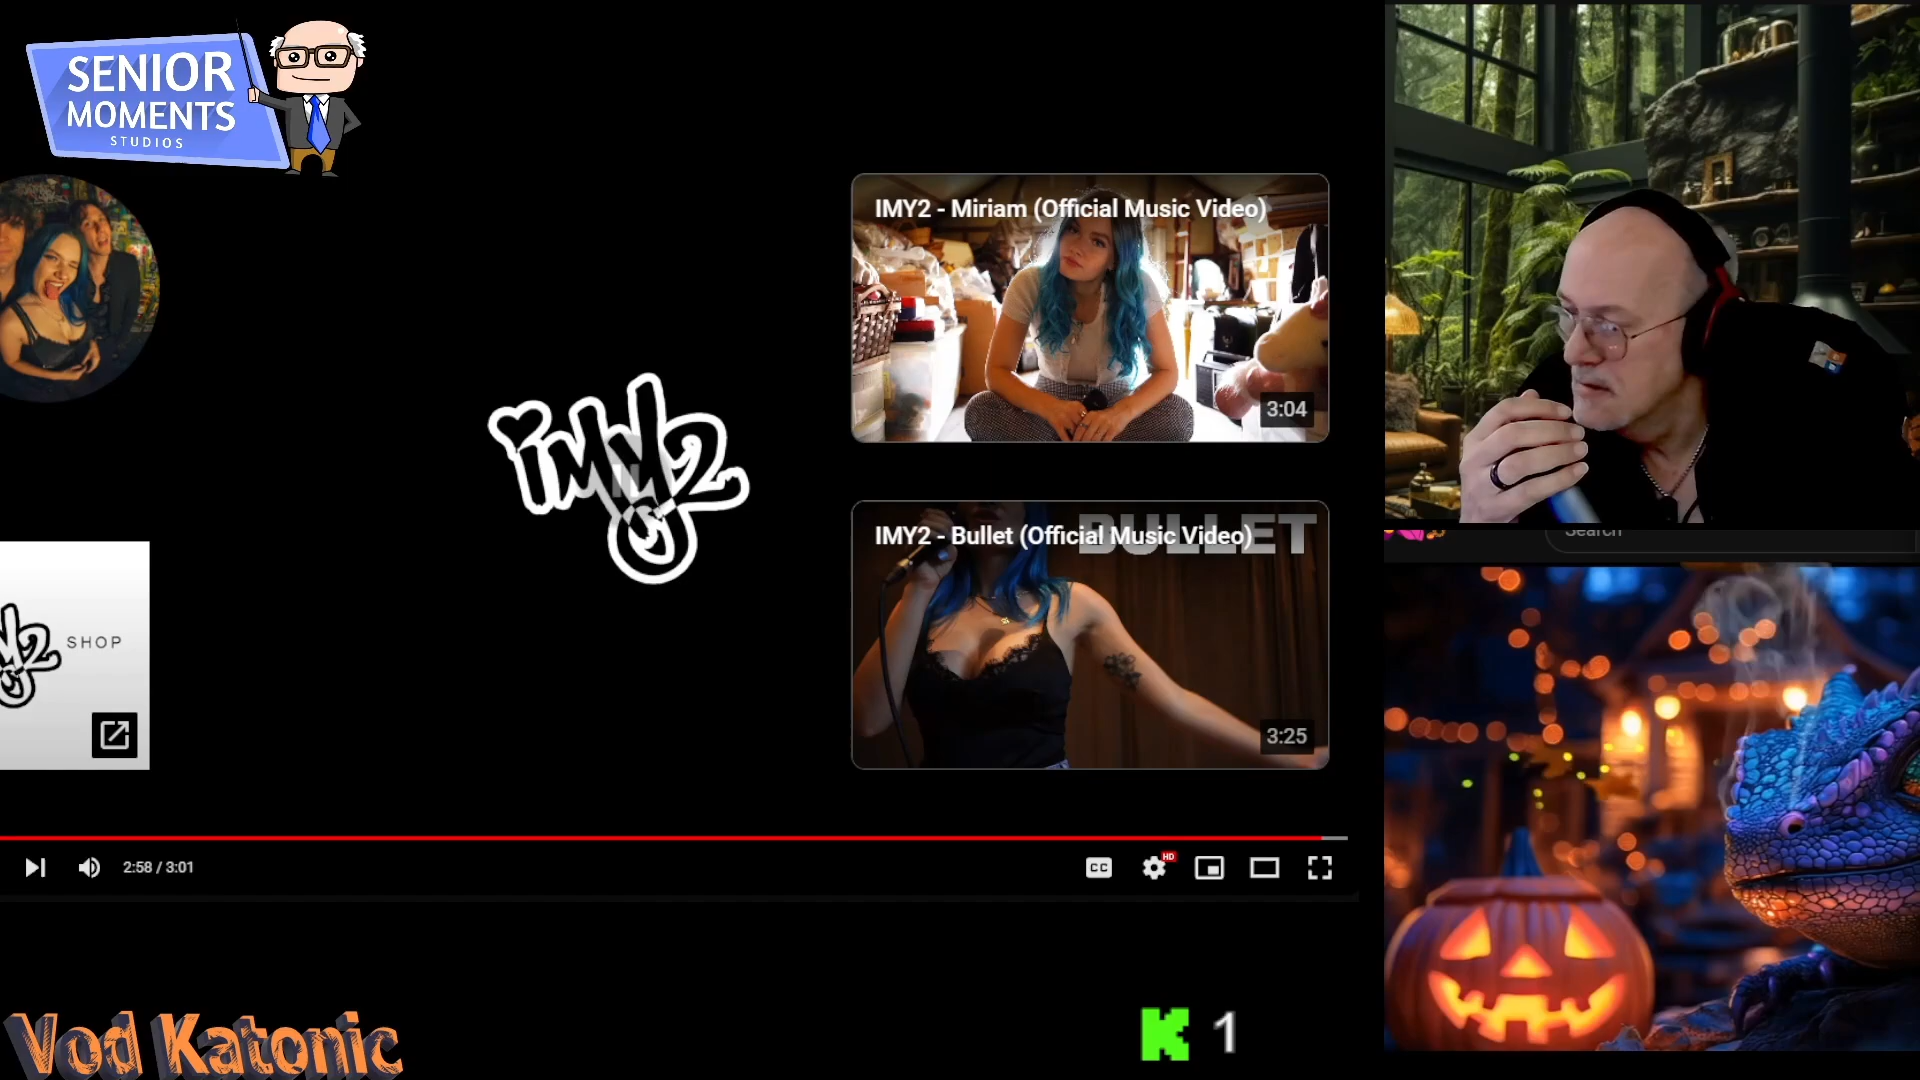 SENIOR
MOMENTS
STUDIOS
IMY2 - Miriam (Official Music Video)
3:04
iMY2
BULLET
IMY2 - Bullet (Official Music Video)
3:25
SHOP
Search
2:58 / 3:01
CC
HD
Vod Katonic
K 1